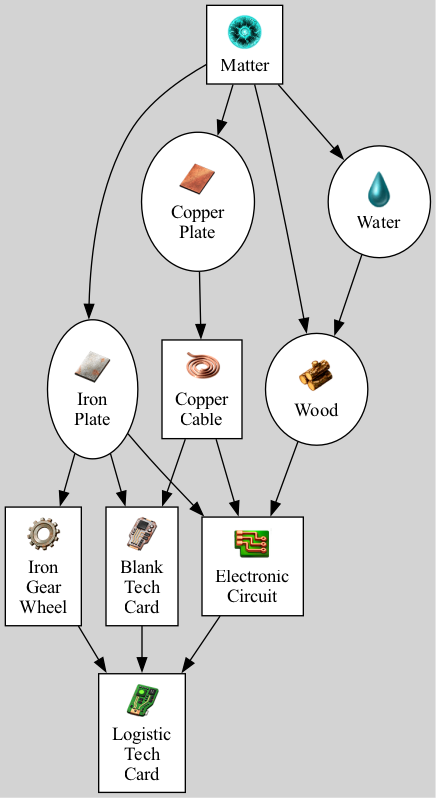 Matter
Copper
Plate
Water
Iron
Plate
Copper
Cable
Wood
Iron
Gear
Wheel
Blank
Tech
Card
Electronic
Circuit
Logistic
Tech
Card